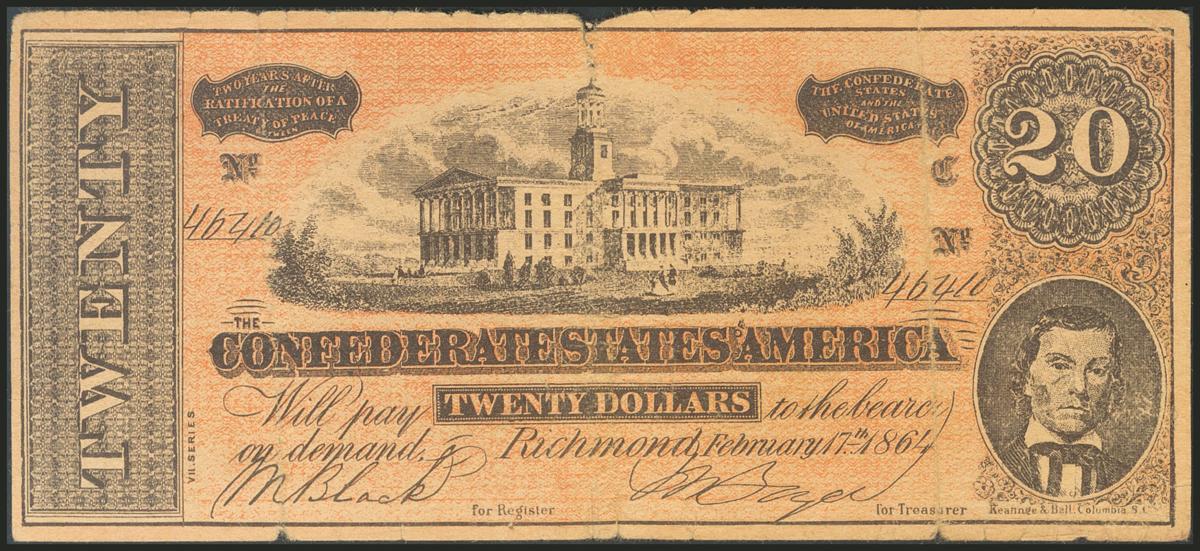 TWENTY
TWO YEARS AFTER
THE
RATIFICATION OF A
TREATY OF PEACE
BETWEEN
THE CONFEDERATE
STATES
AND THE
UNITED STATES
OF AMERICA
20
No.
C
46410
No.
46410
THE
CONFEDERATE STATES OF AMERICA
Will pay TWENTY DOLLARS to the bearer
on demand, Richmond, February 17th 1864
VII. SERIES
M Black
for Register
for Treasurer
Keatinge & Ball, Columbia, S.C.